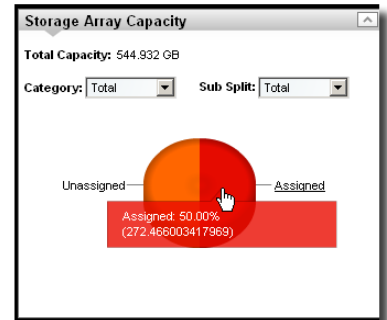 Storage Array Capacity
Total Capacity: 544.932 GB
Category: Total Sub Split: Total
Unassigned Assigned
Assigned: 50.00%
(272.466003417969)